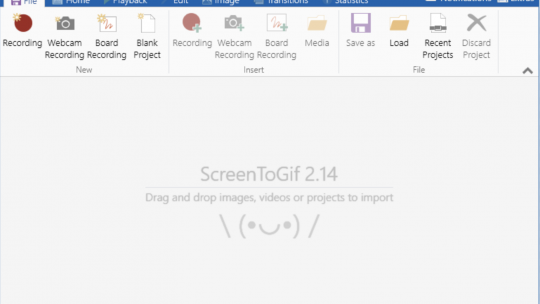 File Home Playback Edit Image Transitions Statistics
Recording Webcam Recording Board Recording Blank Project Recording Webcam Recording Board Recording Media Save as Load Recent Projects Discard Project
New Insert File
ScreenToGif 2.14
Drag and drop images, videos or projects to import
\ (•◡•) /